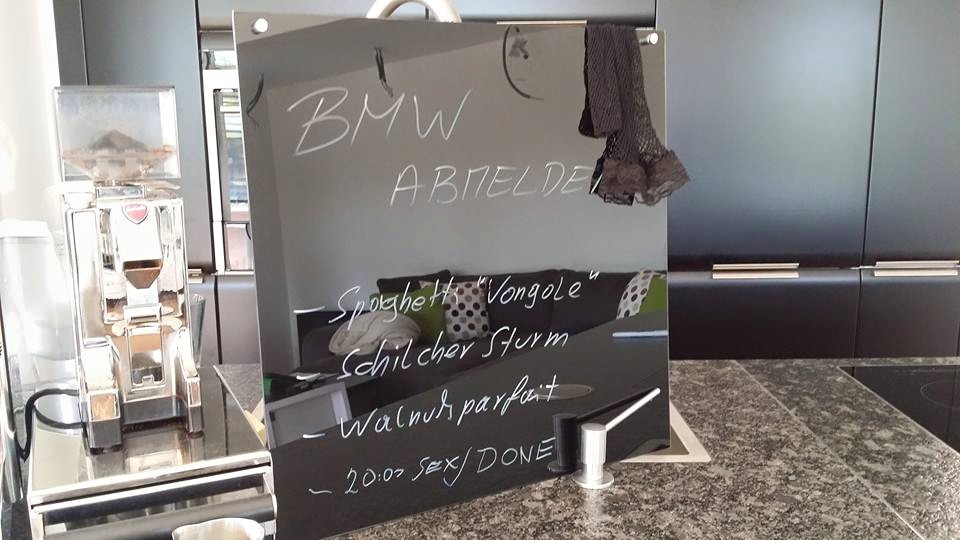 BMW
ABMELDEN
- Spaghetti "Vongole"
- Schilcher Sturm
- Walnußparfait
- 20:00 SEX/DONE